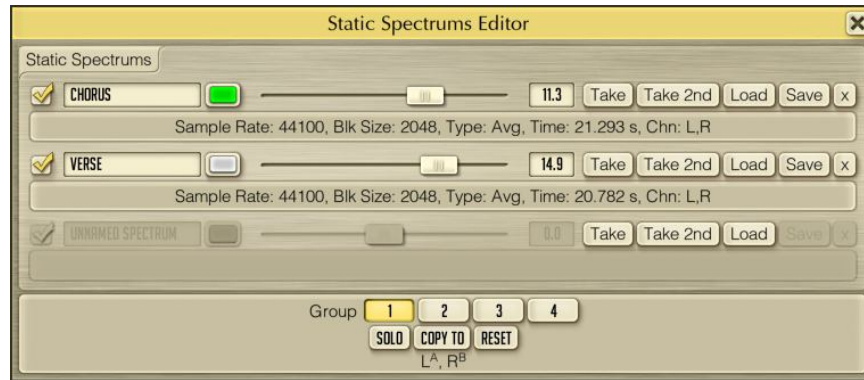 Static Spectrums Editor
Static Spectrums
CHORUS 11.3 Take Take 2nd Load Save x
Sample Rate: 44100, Blk Size: 2048, Type: Avg, Time: 21.293 s, Chn: L,R
VERSE 14.9 Take Take 2nd Load Save x
Sample Rate: 44100, Blk Size: 2048, Type: Avg, Time: 20.782 s, Chn: L,R
UNNAMED SPECTRUM 0.0 Take Take 2nd Load Save x
Group 1 2 3 4
SOLO COPY TO RESET
Lᴬ, Rᴮ